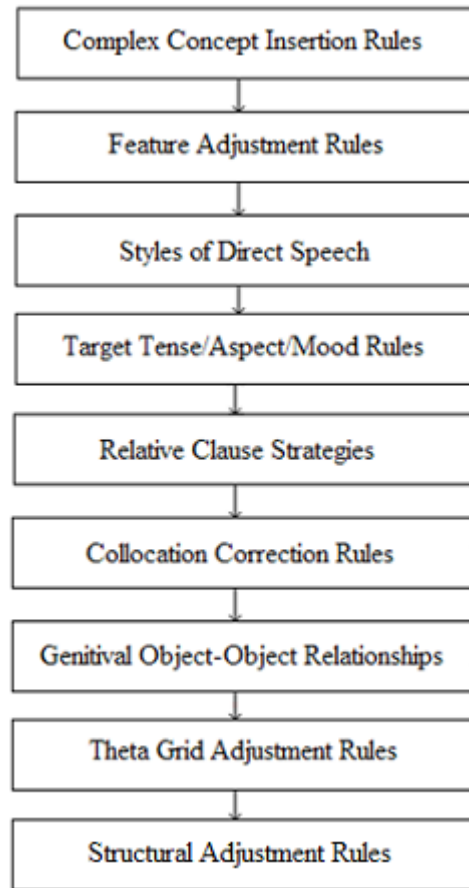 Complex Concept Insertion Rules
Feature Adjustment Rules
Styles of Direct Speech
Target Tense/Aspect/Mood Rules
Relative Clause Strategies
Collocation Correction Rules
Genitival Object-Object Relationships
Theta Grid Adjustment Rules
Structural Adjustment Rules